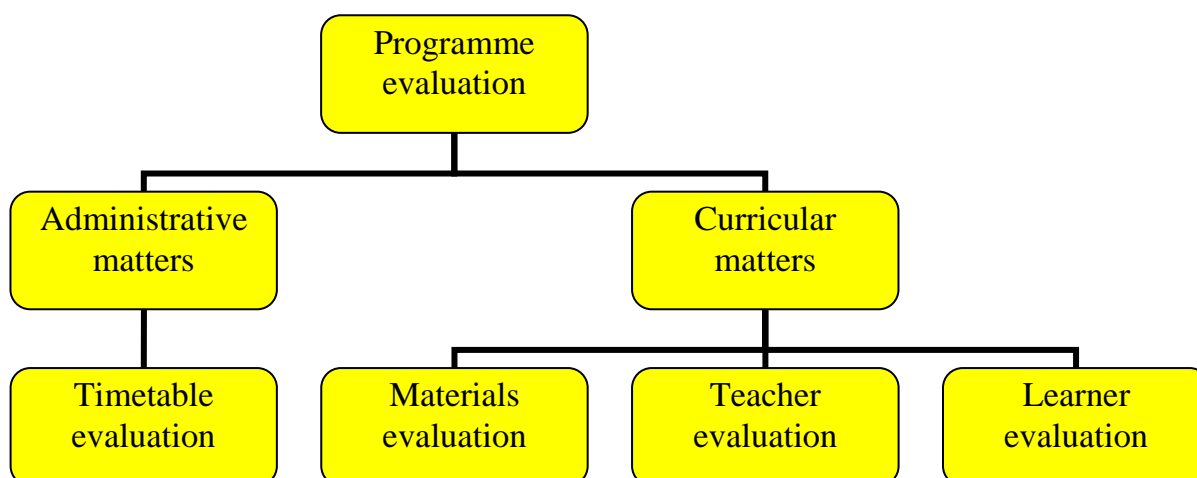 Programme
evaluation
Administrative
matters
Curricular
matters
Timetable
evaluation
Materials
evaluation
Teacher
evaluation
Learner
evaluation